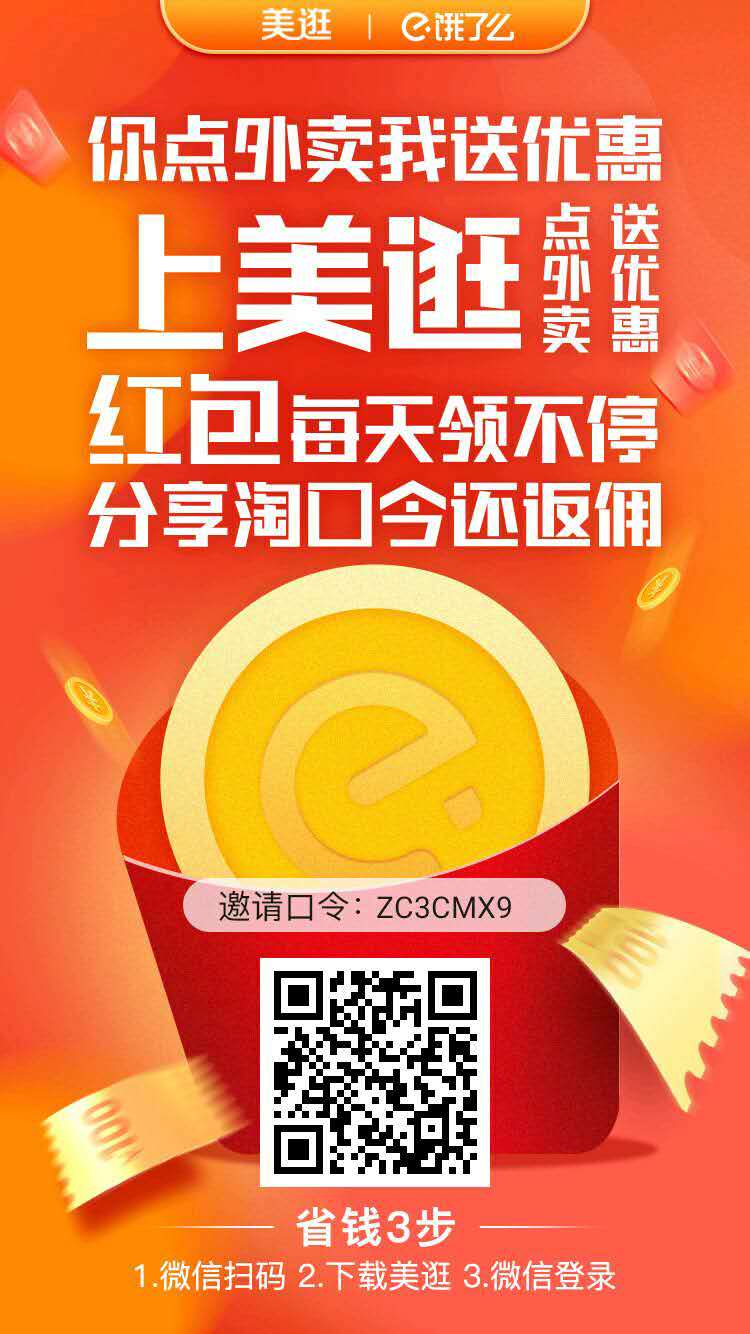 美逛 | 饿了么
你点外卖我送优惠
上美逛 点外卖 送优惠
红包每天领不停
分享淘口令还返佣
邀请口令：ZC3CMX9
100
100
省钱3步
1.微信扫码 2.下载美逛 3.微信登录